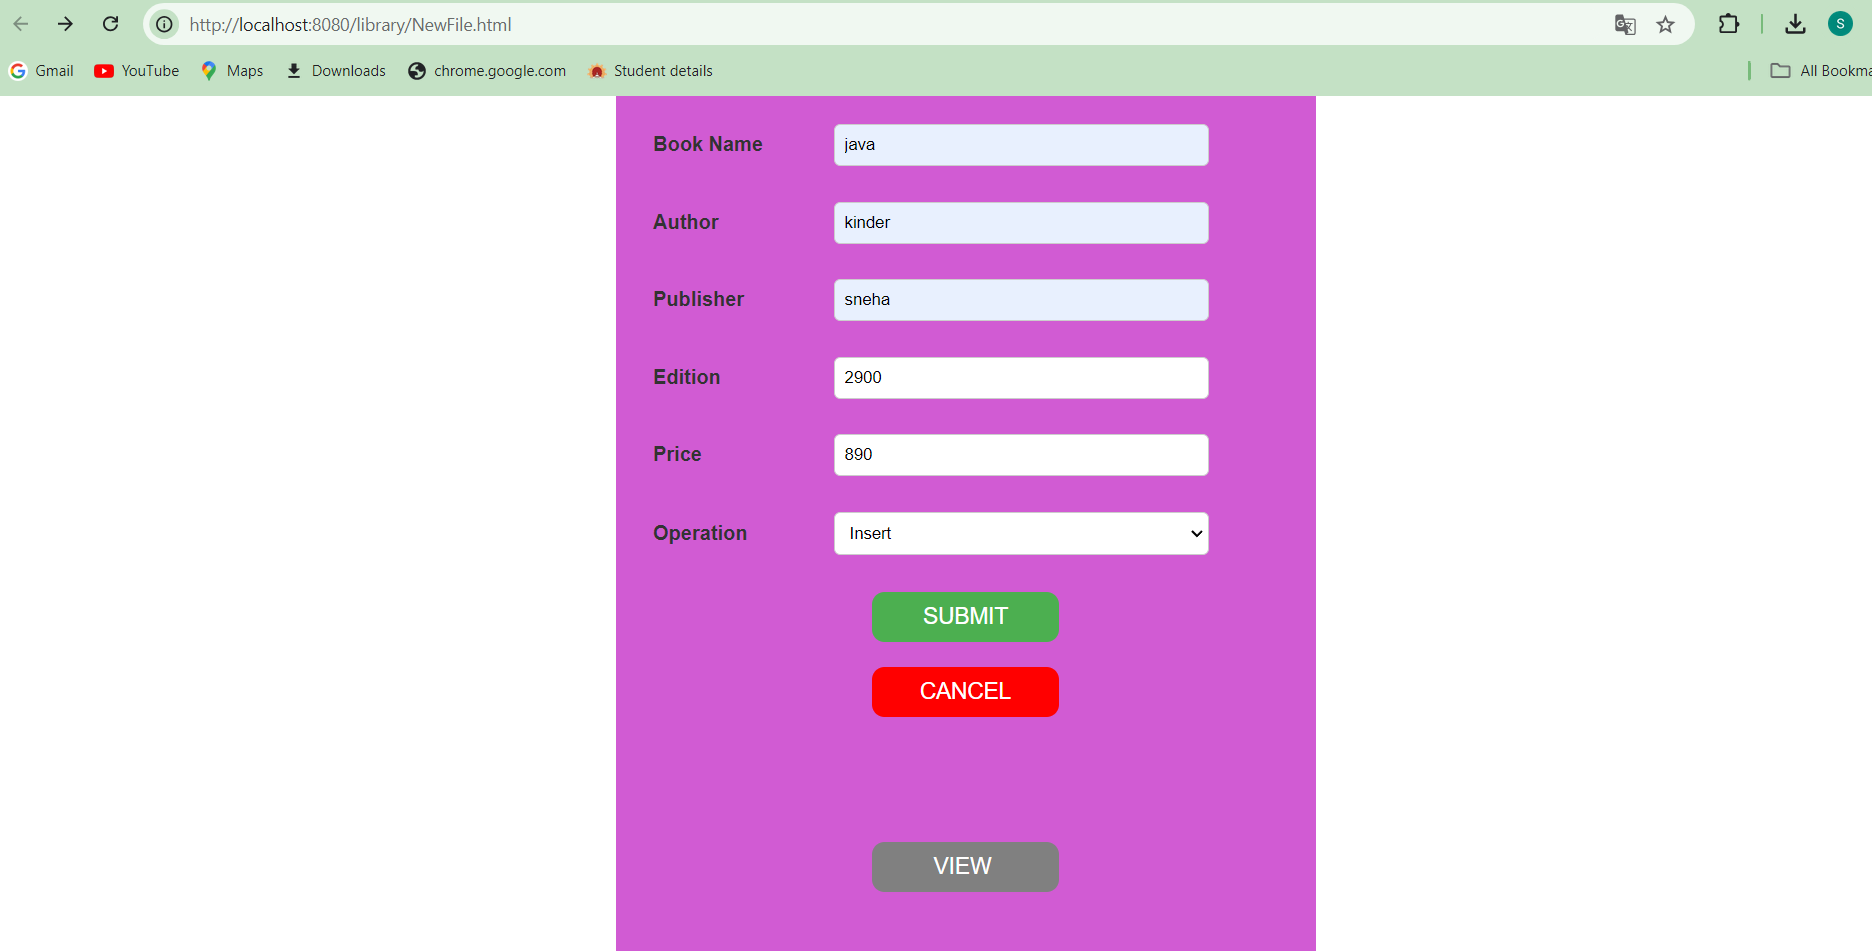 http://localhost:8080/library/NewFile.html
S
Gmail YouTube Maps Downloads chrome.google.com Student details All Bookma
Book Name java
Author kinder
Publisher sneha
Edition 2900
Price 890
Operation Insert
SUBMIT
CANCEL
VIEW